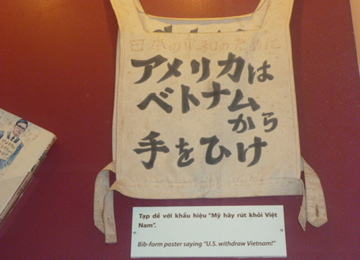 日本の平和のために
アメリカは
ベトナム
から
手をひけ
Tạp dề với khẩu hiệu "Mỹ hãy rút khỏi Việt
Nam".
Bib-form poster saying "U.S. withdraw Vietnam!"